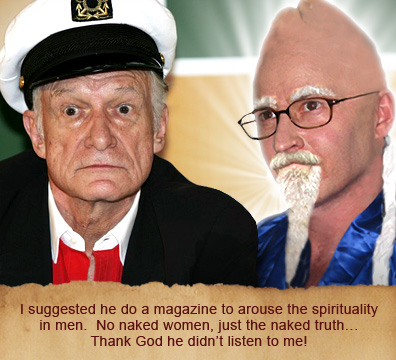 I suggested he do a magazine to arouse the spirituality
in men.  No naked women, just the naked truth…
Thank God he didn't listen to me!